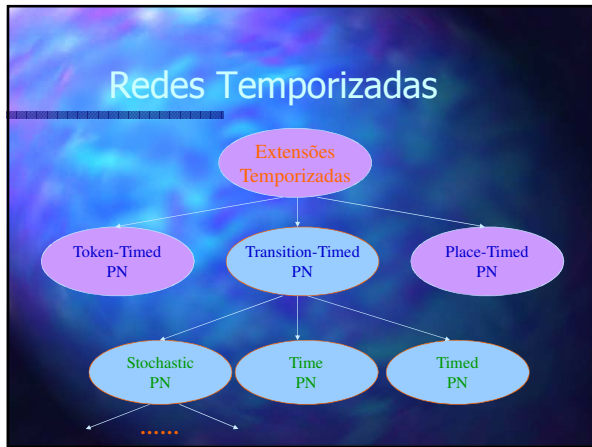 Redes Temporizadas
Extensões
Temporizadas
Token-Timed
PN
Transition-Timed
PN
Place-Timed
PN
Stochastic
PN
Time
PN
Timed
PN
......